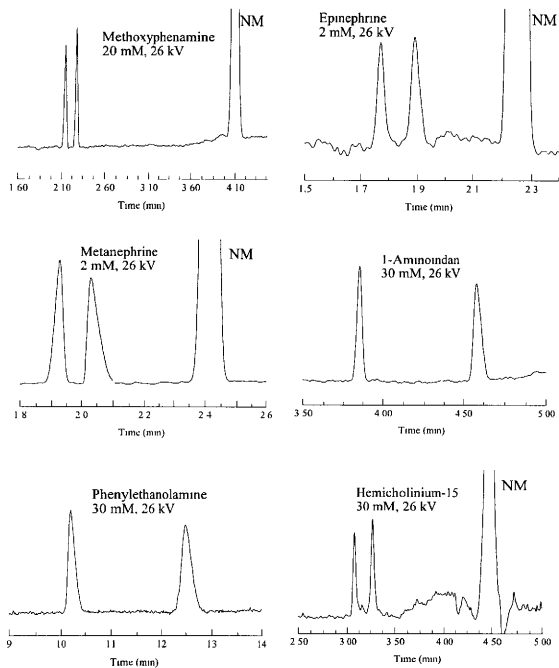 Methoxyphenamine
20 mM, 26 kV
NM
1 60 2 10 2 60 3 10 3 60 4 10
Time (min)
Epinephrine
2 mM, 26 kV
NM
1.5 1 7 1 9 2 1 2 3
Time (min)
Metanephrine
2 mM, 26 kV
NM
1 8 2 0 2 2 2 4 2 6
Time (min)
1-Aminoindan
30 mM, 26 kV
3 50 4 00 4 50 5 00
Time (min)
Phenylethanolamine
30 mM, 26 kV
9 10 11 12 13 14
Time (min)
Hemicholinium-15
30 mM, 26 kV
NM
2 50 3 00 3 50 4 00 4 50 5 00
Time (min)